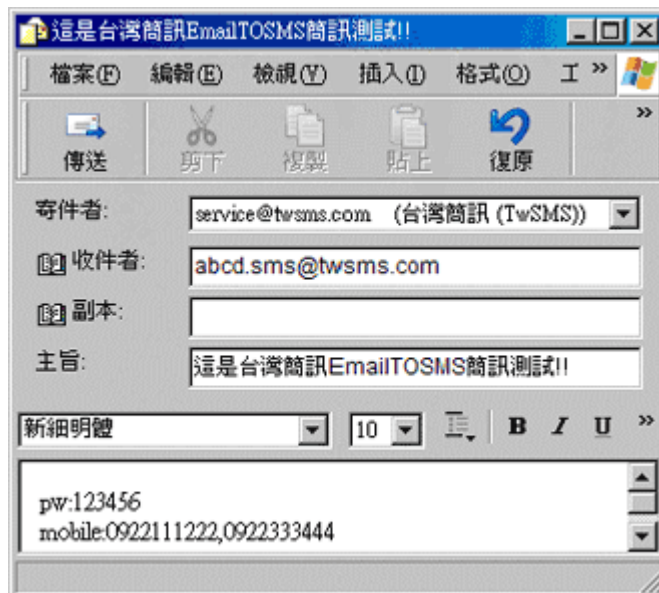 這是台灣簡訊EmailTOSMS簡訊測試!!
檔案(F) 編輯(E) 檢視(V) 插入(I) 格式(O) 工 »
傳送 剪下 複製 貼上 復原 »
寄件者: service@twsms.com (台灣簡訊 (TwSMS))
收件者: abcd.sms@twsms.com
副本:
主旨: 這是台灣簡訊EmailTOSMS簡訊測試!!
新細明體 10 B I U »
pw:123456
mobile:0922111222,0922333444